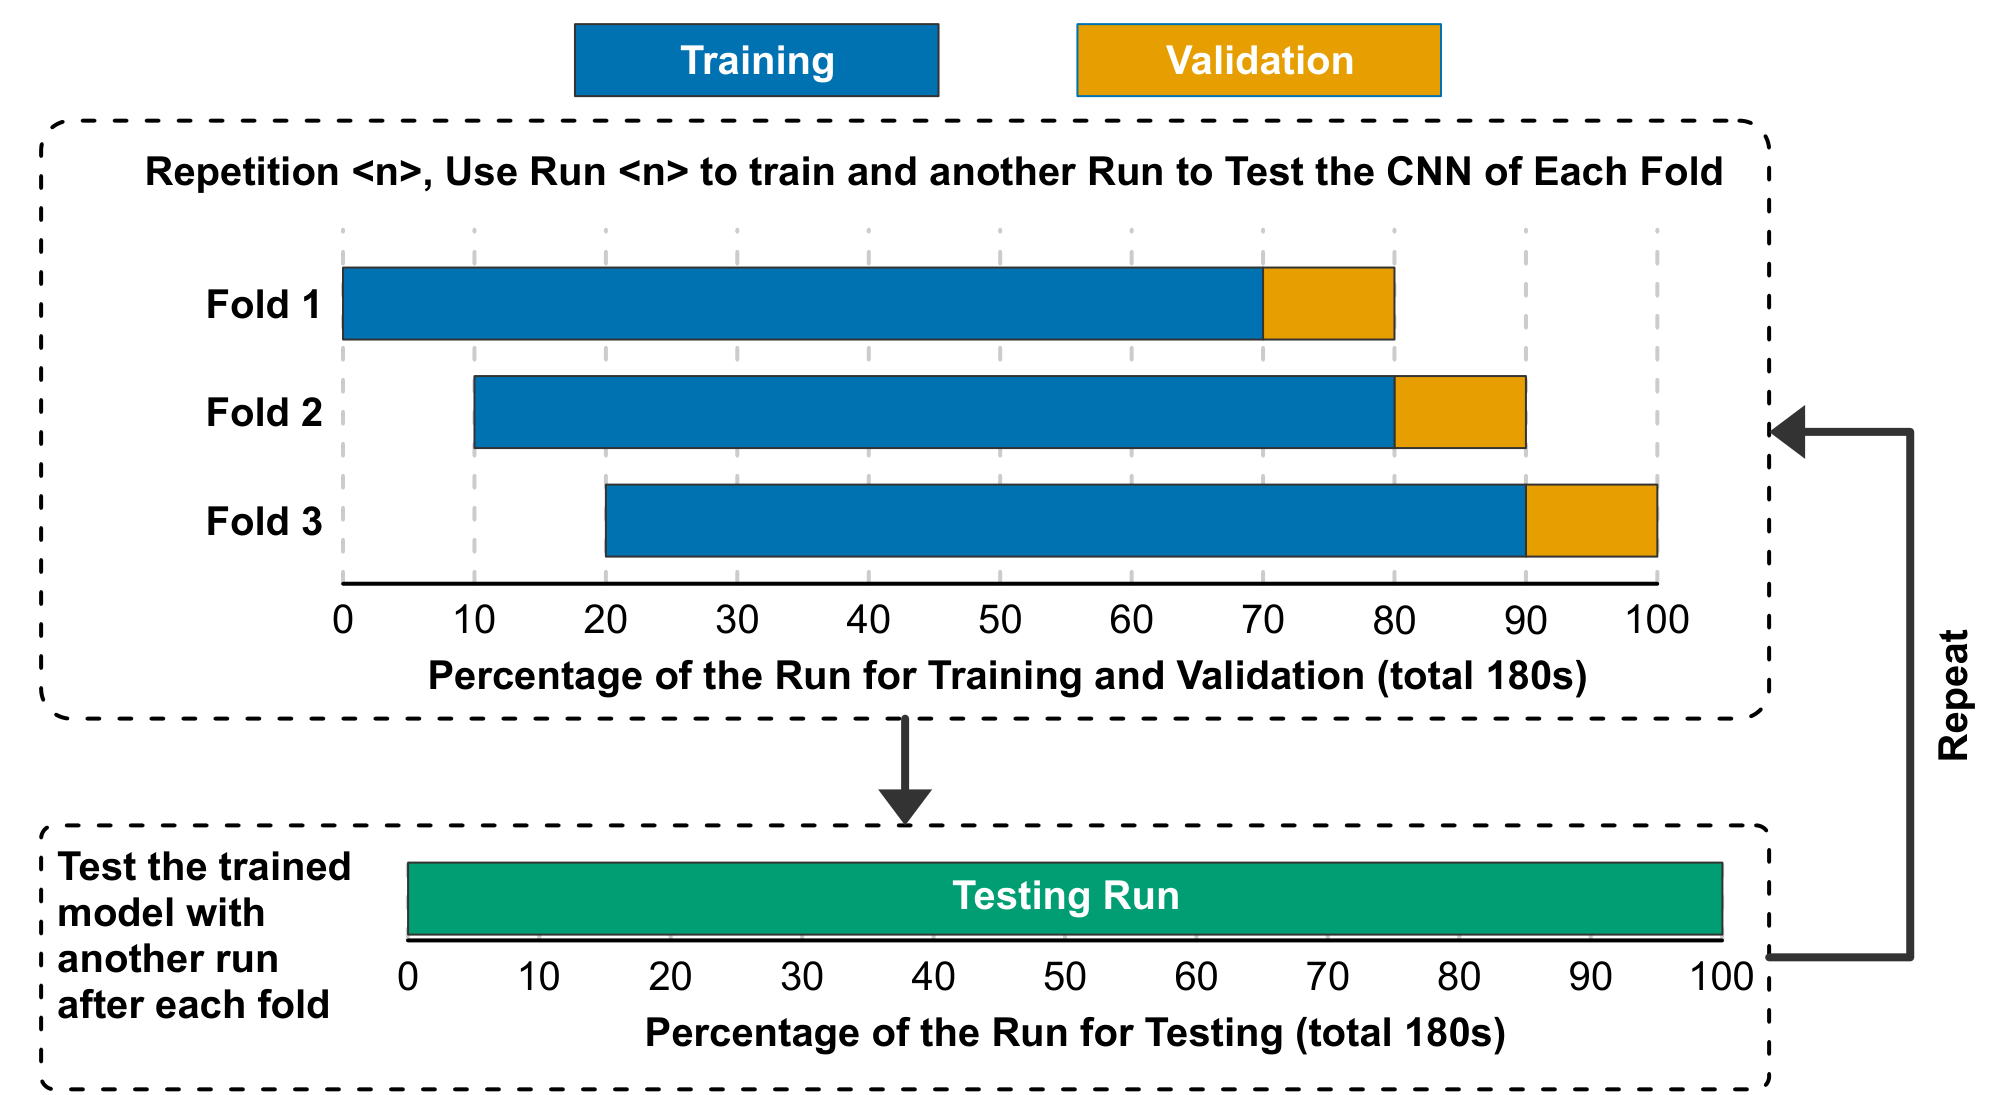 Training
Validation
Repetition <n>, Use Run <n> to train and another Run to Test the CNN of Each Fold
Fold 1
Fold 2
Fold 3
0 10 20 30 40 50 60 70 80 90 100
Percentage of the Run for Training and Validation (total 180s)
Repeat
Test the trained
model with
another run
after each fold
Testing Run
0 10 20 30 40 50 60 70 80 90 100
Percentage of the Run for Testing (total 180s)